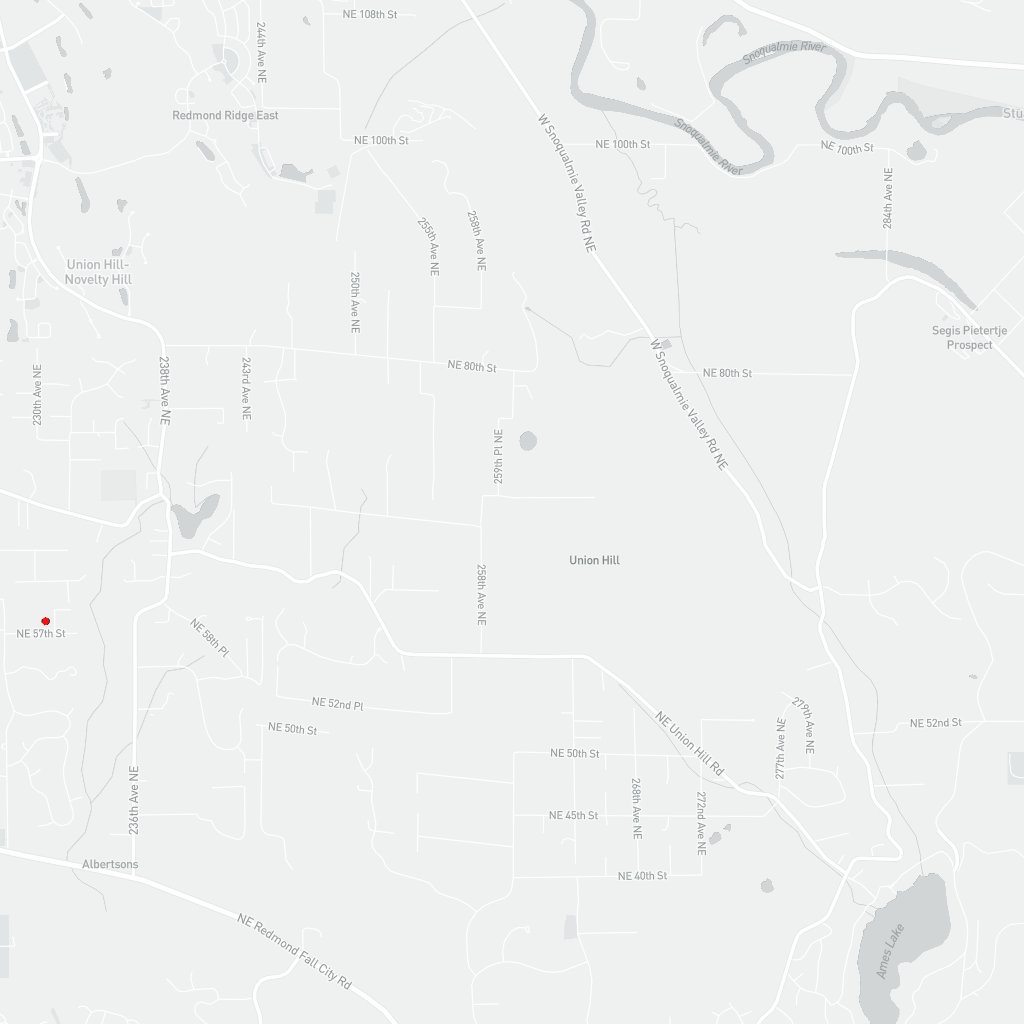 NE 108th St
244th Ave NE
Snoqualmie River
Redmond Ridge East
NE 100th St
W Snoqualmie Valley Rd NE
NE 100th St
Snoqualmie River
NE 100th St
284th Ave NE
255th Ave NE
258th Ave NE
Union Hill-
Novelty Hill
250th Ave NE
Segis Pietertje
Prospect
230th Ave NE
238th Ave NE
243rd Ave NE
NE 80th St
W Snoqualmie Valley Rd NE
NE 80th St
259th Pl NE
Union Hill
258th Ave NE
NE 57th St
NE 58th Pl
NE 52nd Pl
NE 50th St
NE Union Hill Rd
279th Ave NE
277th Ave NE
NE 52nd St
NE 50th St
236th Ave NE
268th Ave NE
272nd Ave NE
NE 45th St
Albertsons
NE 40th St
NE Redmond Fall City Rd
Ames Lake